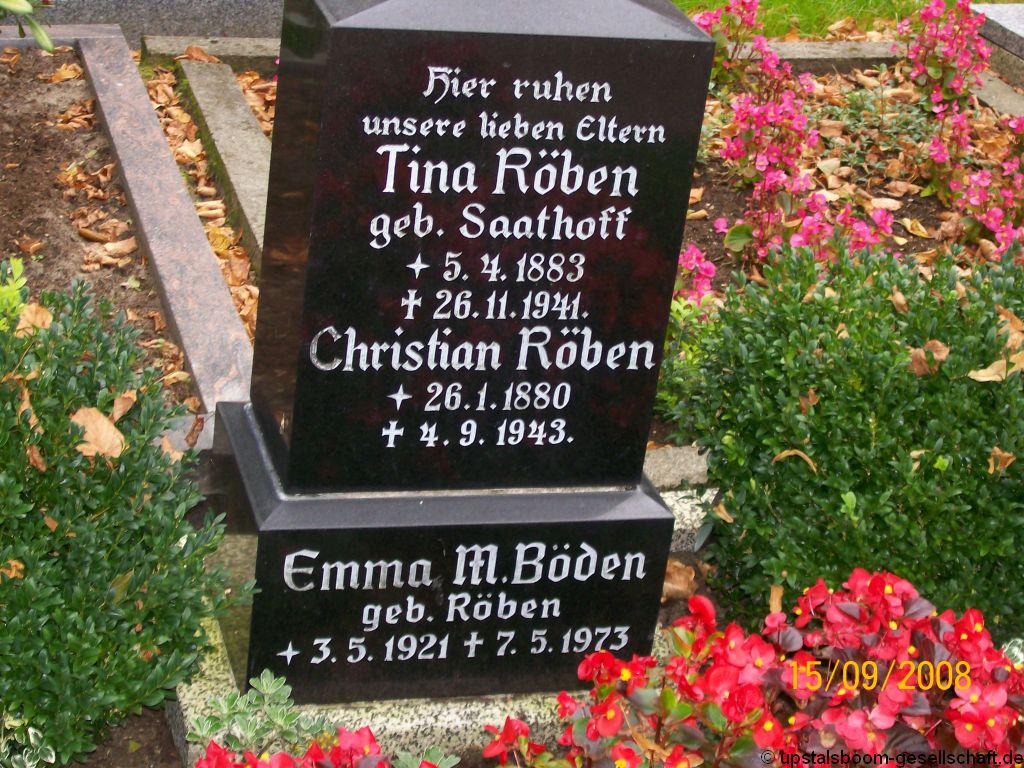 Hier ruhen
unsere lieben Eltern
Tina Röben
geb. Saathoff
✦ 5. 4. 1883
✝ 26. 11. 1941.
Christian Röben
✦ 26. 1. 1880
✝ 4. 9. 1943.
Emma M. Böden
geb. Röben
✦ 3. 5. 1921 ✝ 7. 5. 1973
15/09/2008
© upstalsboom-gesellschaft.de